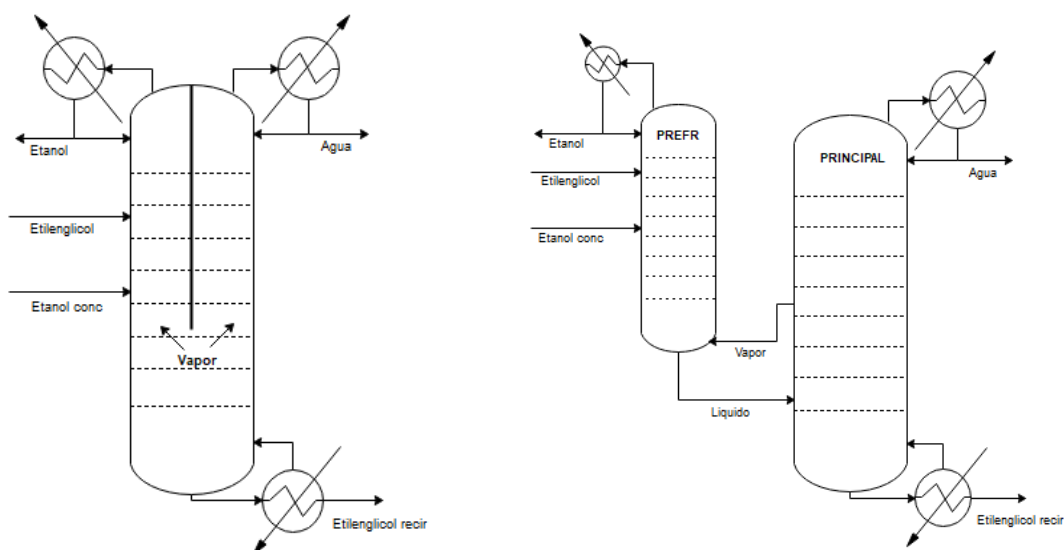 Etanol
Agua
Etilenglicol
Etanol conc
Vapor
Etilenglicol recir
PREFR
Etanol
Etilenglicol
Etanol conc
Vapor
Liquido
PRINCIPAL
Agua
Etilenglicol recir